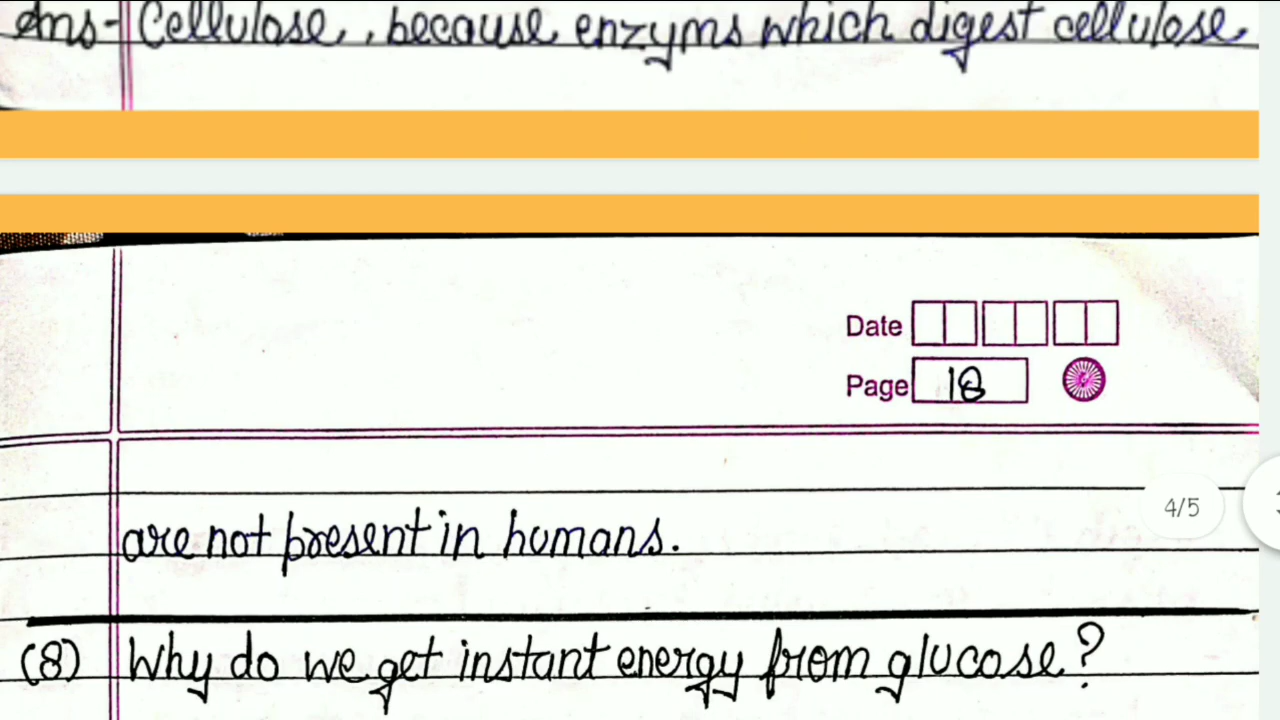 Ans- Cellulose, because enzyms which digest cellulose
Date
Page 18
are not present in humans.
4/5
(8) Why do we get instant energy from glucose?